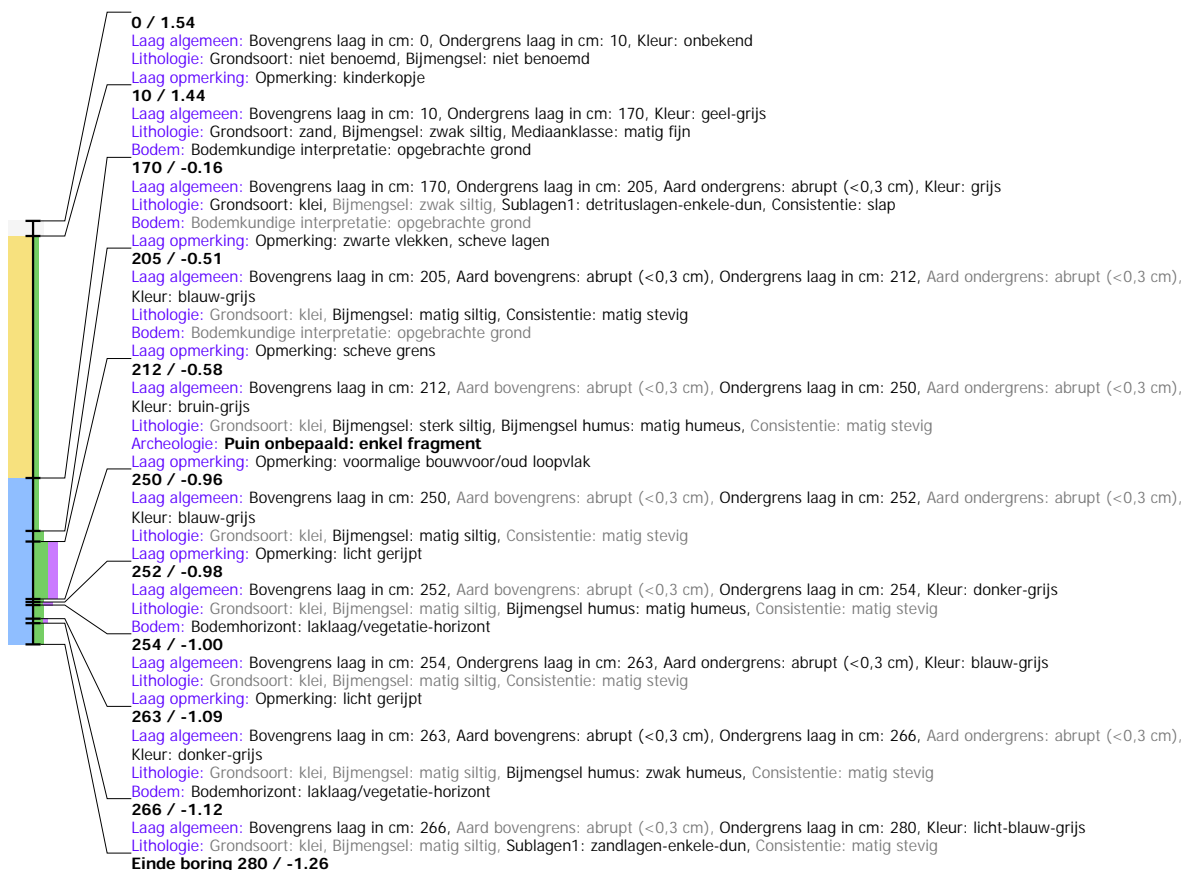 0 / 1.54
Laag algemeen: Bovengrens laag in cm: 0, Ondergrens laag in cm: 10, Kleur: onbekend
Lithologie: Grondsoort: niet benoemd, Bijmengsel: niet benoemd
Laag opmerking: Opmerking: kinderkopje
10 / 1.44
Laag algemeen: Bovengrens laag in cm: 10, Ondergrens laag in cm: 170, Kleur: geel-grijs
Lithologie: Grondsoort: zand, Bijmengsel: zwak siltig, Mediaanklasse: matig fijn
Bodem: Bodemkundige interpretatie: opgebrachte grond
170 / -0.16
Laag algemeen: Bovengrens laag in cm: 170, Ondergrens laag in cm: 205, Aard ondergrens: abrupt (<0,3 cm), Kleur: grijs
Lithologie: Grondsoort: klei, Bijmengsel: zwak siltig, Sublagen1: detrituslagen-enkele-dun, Consistentie: slap
Bodem: Bodemkundige interpretatie: opgebrachte grond
Laag opmerking: Opmerking: zwarte vlekken, scheve lagen
205 / -0.51
Laag algemeen: Bovengrens laag in cm: 205, Aard bovengrens: abrupt (<0,3 cm), Ondergrens laag in cm: 212, Aard ondergrens: abrupt (<0,3 cm),
Kleur: blauw-grijs
Lithologie: Grondsoort: klei, Bijmengsel: matig siltig, Consistentie: matig stevig
Bodem: Bodemkundige interpretatie: opgebrachte grond
Laag opmerking: Opmerking: scheve grens
212 / -0.58
Laag algemeen: Bovengrens laag in cm: 212, Aard bovengrens: abrupt (<0,3 cm), Ondergrens laag in cm: 250, Aard ondergrens: abrupt (<0,3 cm),
Kleur: bruin-grijs
Lithologie: Grondsoort: klei, Bijmengsel: sterk siltig, Bijmengsel humus: matig humeus, Consistentie: matig stevig
Archeologie: Puin onbepaald: enkel fragment
Laag opmerking: Opmerking: voormalige bouwvoor/oud loopvlak
250 / -0.96
Laag algemeen: Bovengrens laag in cm: 250, Aard bovengrens: abrupt (<0,3 cm), Ondergrens laag in cm: 252, Aard ondergrens: abrupt (<0,3 cm),
Kleur: blauw-grijs
Lithologie: Grondsoort: klei, Bijmengsel: matig siltig, Consistentie: matig stevig
Laag opmerking: Opmerking: licht gerijpt
252 / -0.98
Laag algemeen: Bovengrens laag in cm: 252, Aard bovengrens: abrupt (<0,3 cm), Ondergrens laag in cm: 254, Kleur: donker-grijs
Lithologie: Grondsoort: klei, Bijmengsel: matig siltig, Bijmengsel humus: matig humeus, Consistentie: matig stevig
Bodem: Bodemhorizont: laklaag/vegetatie-horizont
254 / -1.00
Laag algemeen: Bovengrens laag in cm: 254, Ondergrens laag in cm: 263, Aard ondergrens: abrupt (<0,3 cm), Kleur: blauw-grijs
Lithologie: Grondsoort: klei, Bijmengsel: matig siltig, Consistentie: matig stevig
Laag opmerking: Opmerking: licht gerijpt
263 / -1.09
Laag algemeen: Bovengrens laag in cm: 263, Aard bovengrens: abrupt (<0,3 cm), Ondergrens laag in cm: 266, Aard ondergrens: abrupt (<0,3 cm),
Kleur: donker-grijs
Lithologie: Grondsoort: klei, Bijmengsel: matig siltig, Bijmengsel humus: zwak humeus, Consistentie: matig stevig
Bodem: Bodemhorizont: laklaag/vegetatie-horizont
266 / -1.12
Laag algemeen: Bovengrens laag in cm: 266, Aard bovengrens: abrupt (<0,3 cm), Ondergrens laag in cm: 280, Kleur: licht-blauw-grijs
Lithologie: Grondsoort: klei, Bijmengsel: matig siltig, Sublagen1: zandlagen-enkele-dun, Consistentie: matig stevig
Einde boring 280 / -1.26